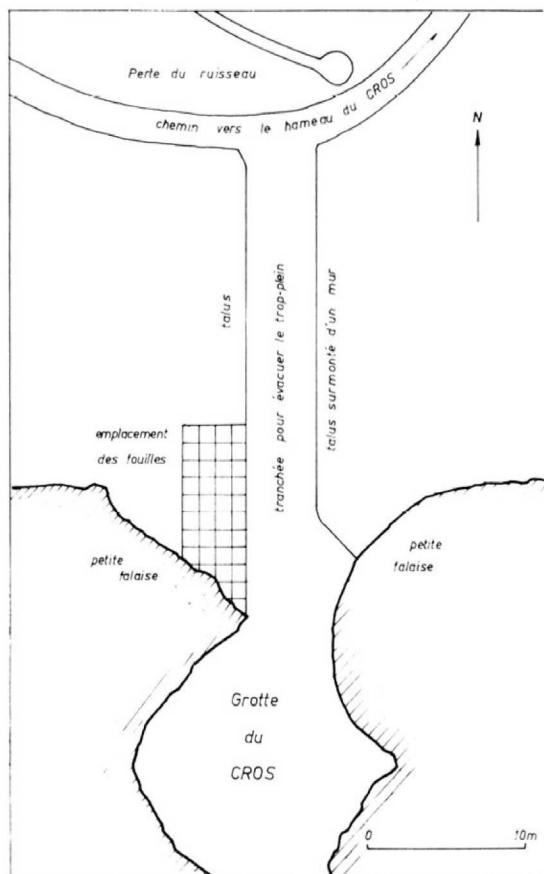 Perte du ruisseau
chemin vers le hameau du CROS
N
talus
tranchée pour évacuer le trop-plein
talus surmonté d'un mur
emplacement
des fouilles
petite
falaise
petite
falaise
Grotte
du
CROS
0 10m